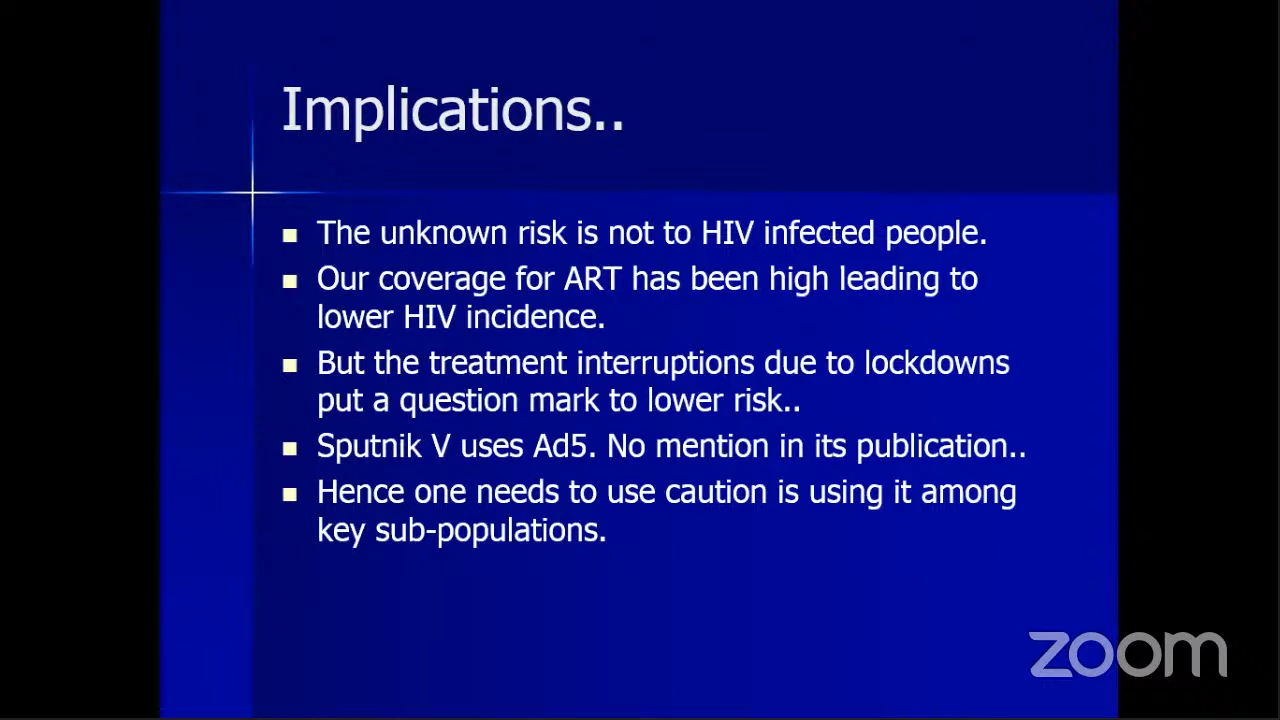 Implications..
The unknown risk is not to HIV infected people.
Our coverage for ART has been high leading to
lower HIV incidence.
But the treatment interruptions due to lockdowns
put a question mark to lower risk..
Sputnik V uses Ad5. No mention in its publication..
Hence one needs to use caution is using it among
key sub-populations.
zoom